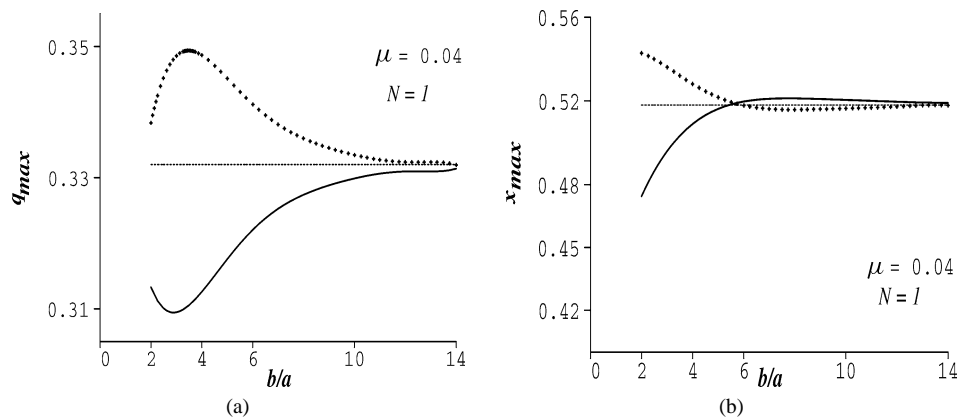 0.35
0.33
0.31
q_max
μ = 0.04
N = 1
0 2 4 6 10 14
b/a
(a)
0.56
0.52
0.48
0.45
0.42
x_max
μ = 0.04
N = 1
0 2 4 6 10 14
b/a
(b)